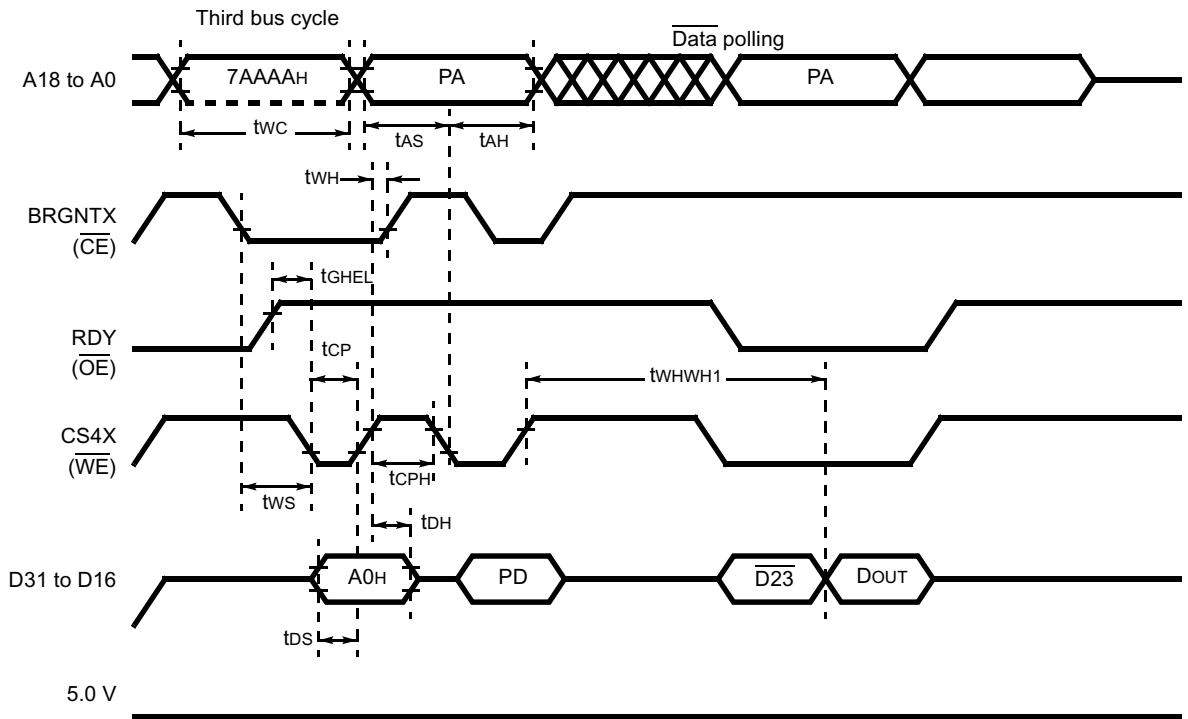 Third bus cycle
Data polling
A18 to A0
7AAAAH
PA
PA
tWC
tAS
tAH
tWH
BRGNTX
(CE)
tGHEL
RDY
(OE)
tCP
tWHWH1
CS4X
(WE)
tCPH
tWS
tDH
D31 to D16
A0H
PD
D23
DOUT
tDS
5.0 V